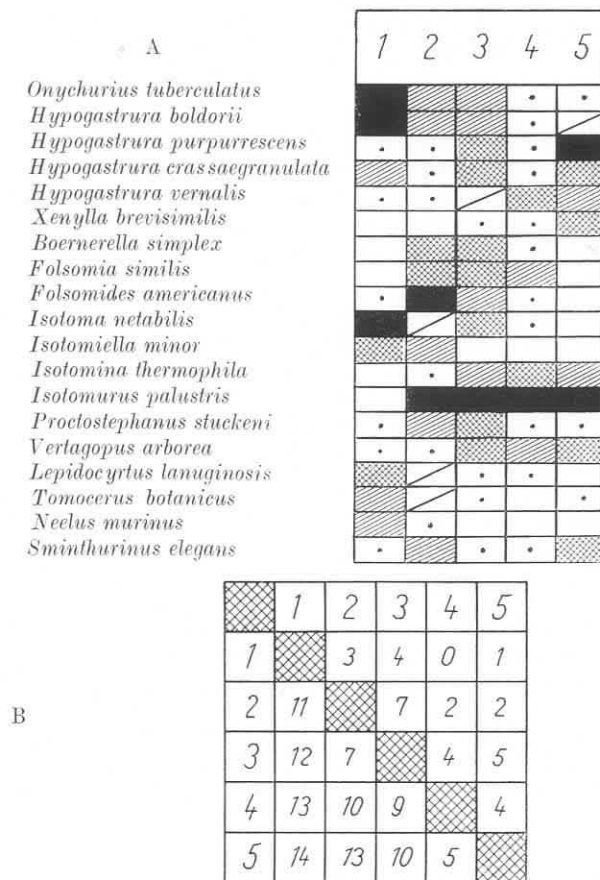 A
1 2 3 4 5
Onychurius tuberculatus
Hypogastrura boldorii
Hypogastrura purpurrescens
Hypogastrura crassaegranulata
Hypogastrura vernalis
Xenylla brevisimilis
Boernerella simplex
Folsomia similis
Folsomides americanus
Isotoma netabilis
Isotomiella minor
Isotomina thermophila
Isotomurus palustris
Proctostephanus stuckeni
Vertagopus arborea
Lepidocyrtus lanuginosis
Tomocerus botanicus
Neelus murinus
Sminthurinus elegans
B
1 2 3 4 5
1 3 4 0 1
2 11 7 2 2
3 12 7 4 5
4 13 10 9 4
5 14 13 10 5